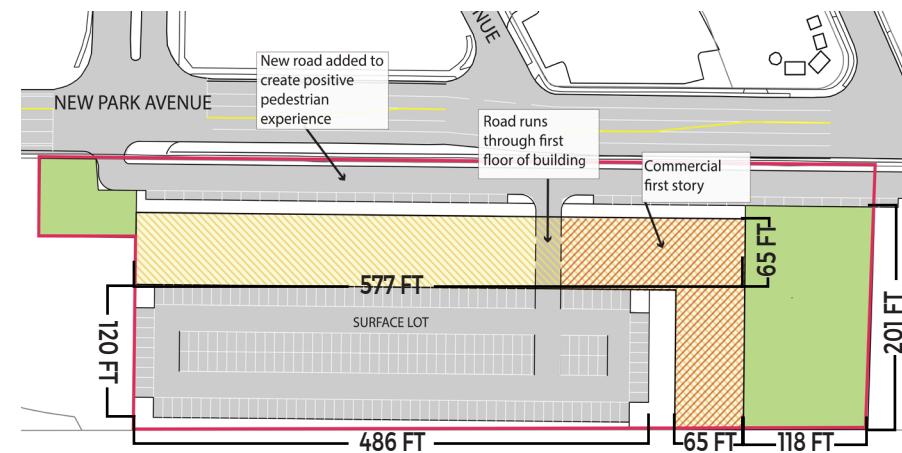 NUE
New road added to
create positive
pedestrian
experience
NEW PARK AVENUE
Road runs
through first
floor of building
Commercial
first story
65 FT
577 FT
SURFACE LOT
120 FT
201 FT
486 FT
65 FT
118 FT